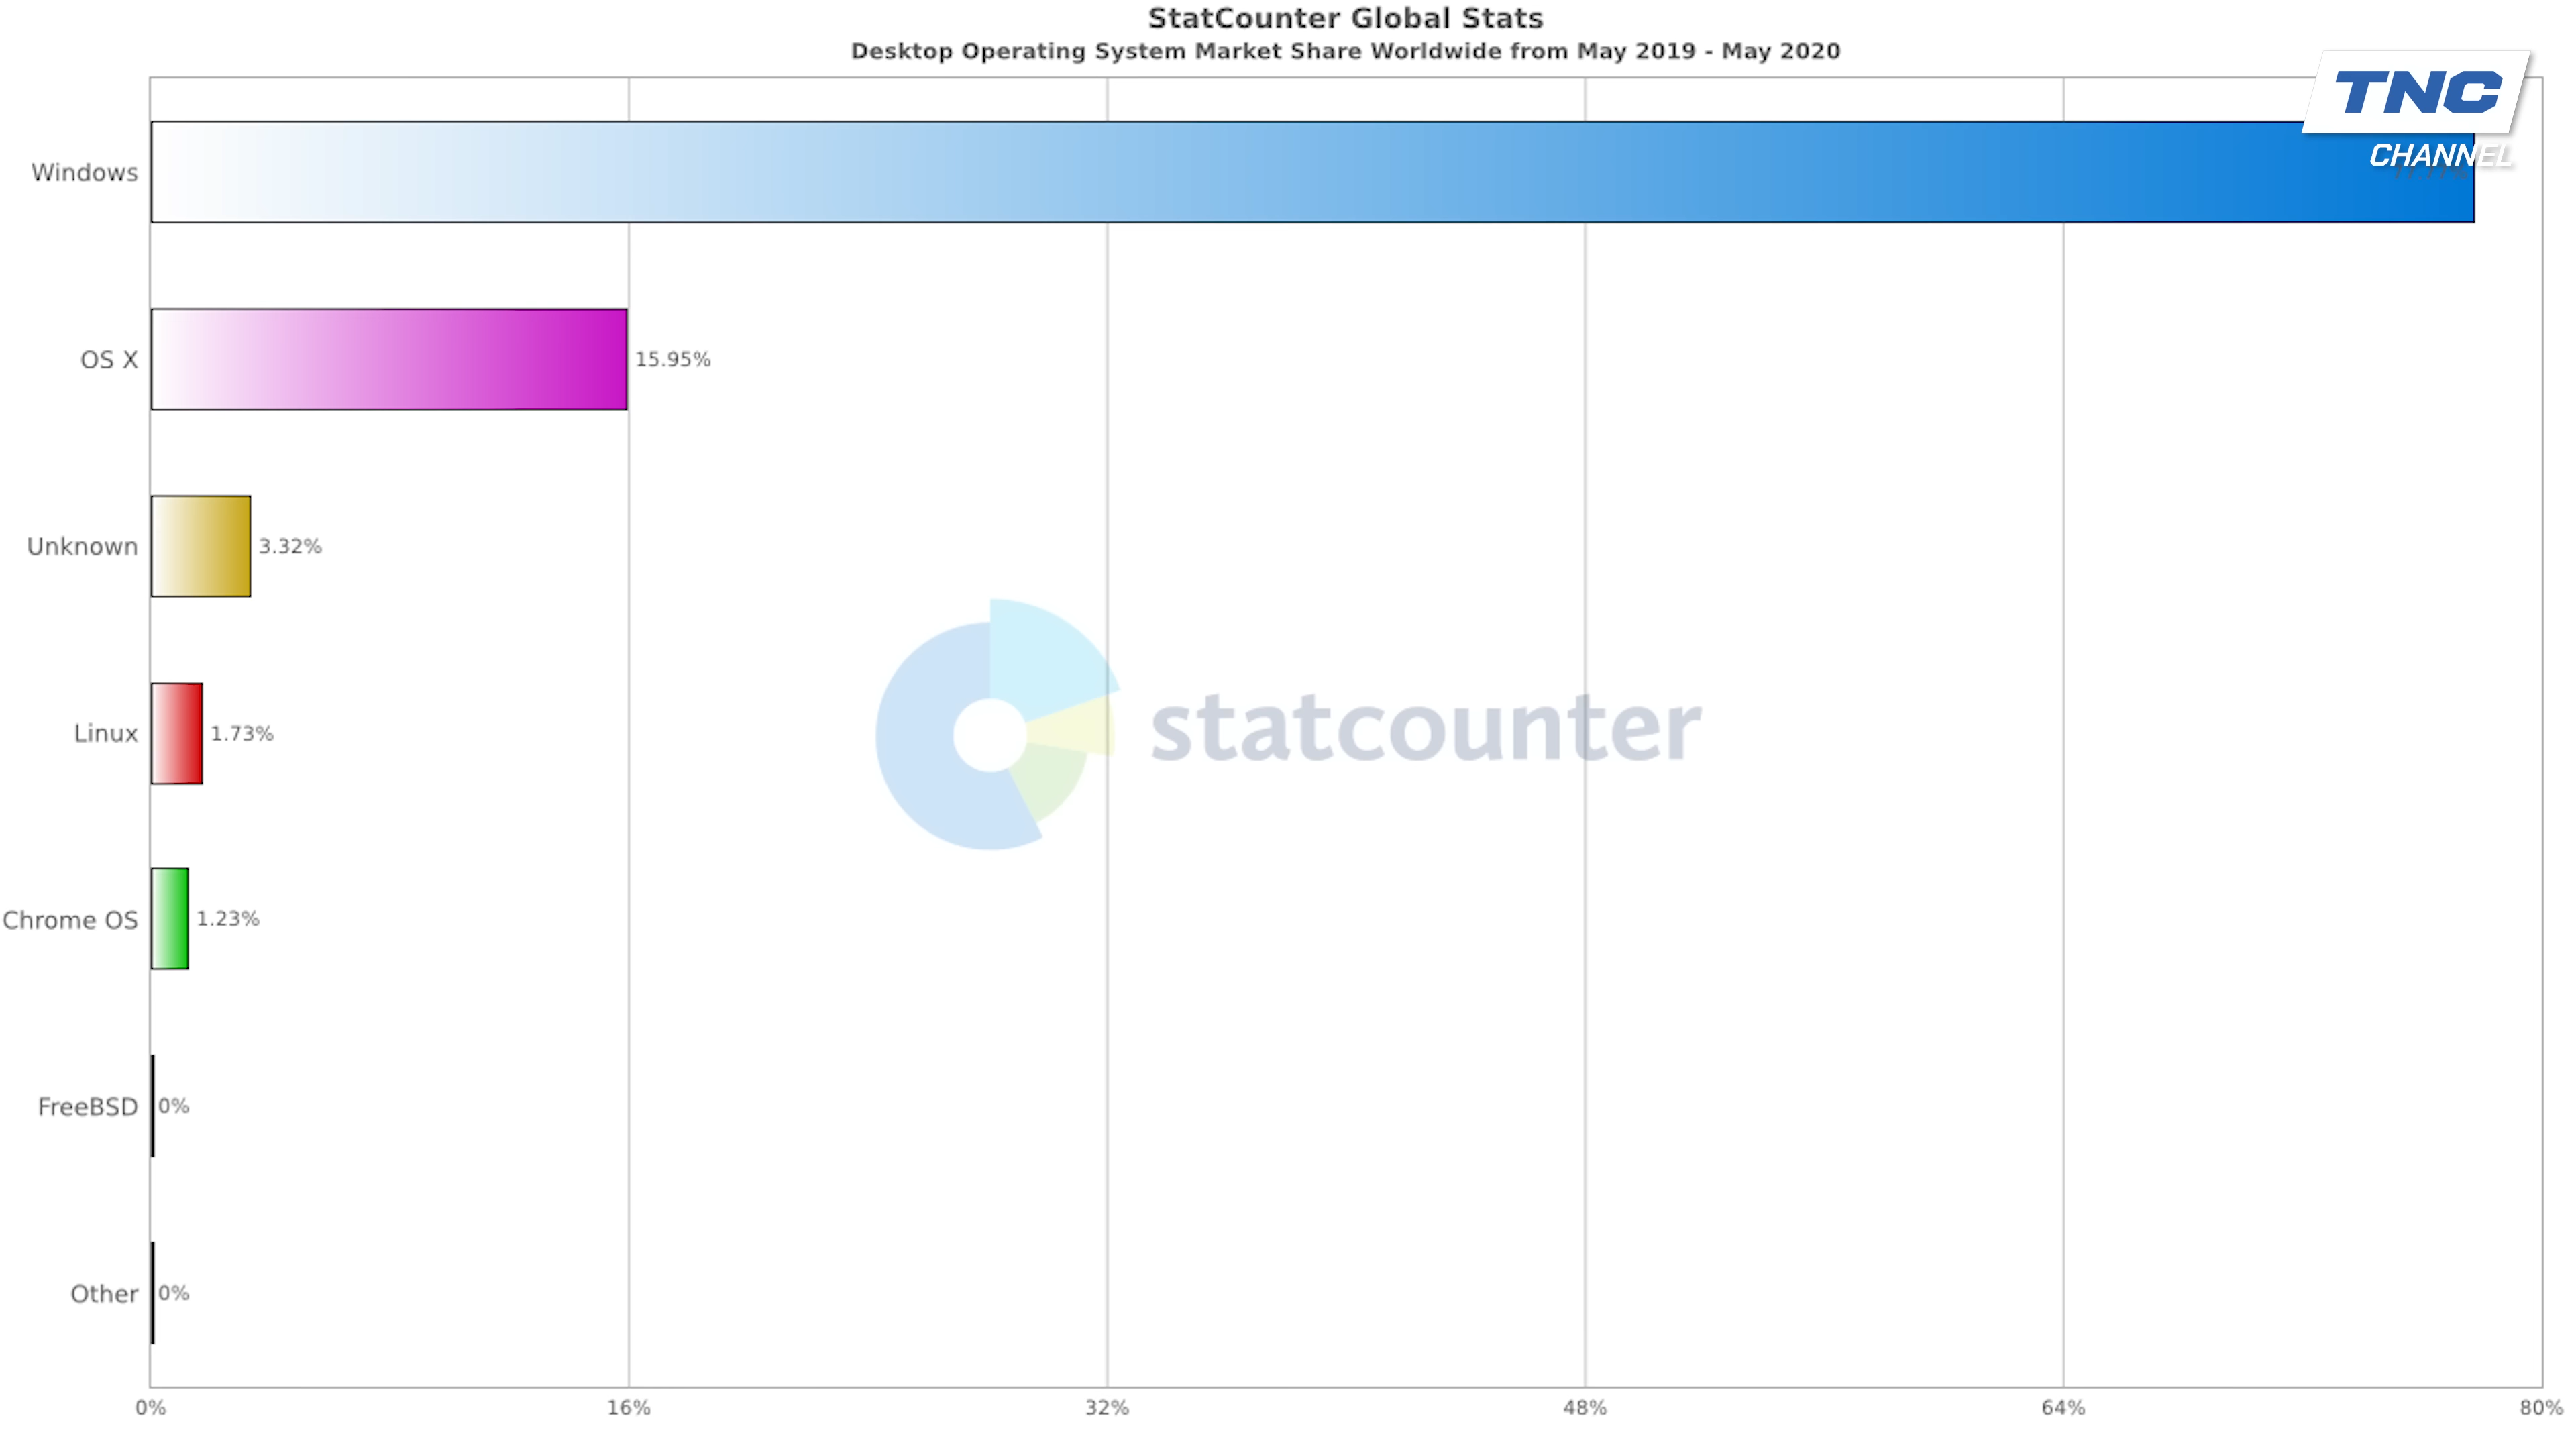 StatCounter Global Stats
Desktop Operating System Market Share Worldwide from May 2019 - May 2020
TNC
CHANNEL
Windows
OS X
15.95%
Unknown
3.32%
statcounter
Linux
1.73%
Chrome OS
1.23%
FreeBSD
0%
Other
0%
0% 16% 32% 48% 64% 80%